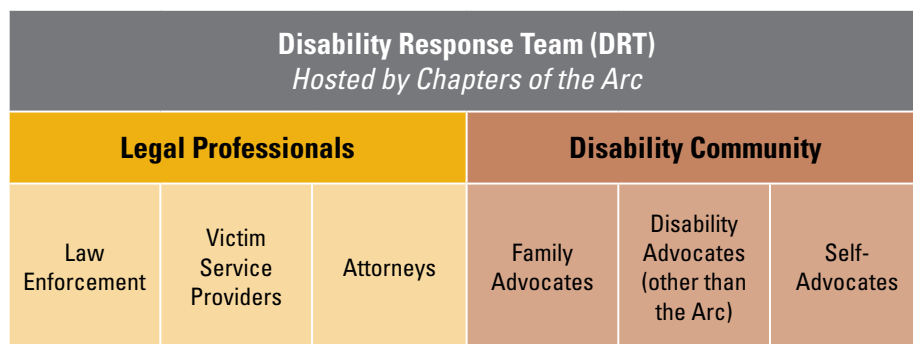 Disability Response Team (DRT)
Hosted by Chapters of the Arc
Legal Professionals
Disability Community
Law
Enforcement
Victim
Service
Providers
Attorneys
Family
Advocates
Disability
Advocates
(other than
the Arc)
Self-
Advocates